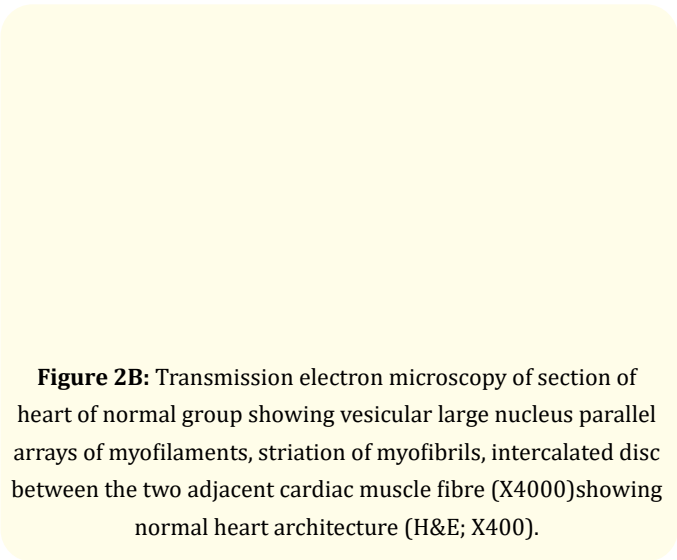 Figure 2B: Transmission electron microscopy of section of
heart of normal group showing vesicular large nucleus parallel
arrays of myofilaments, striation of myofibrils, intercalated disc
between the two adjacent cardiac muscle fibre (X4000)showing
normal heart architecture (H&E; X400).